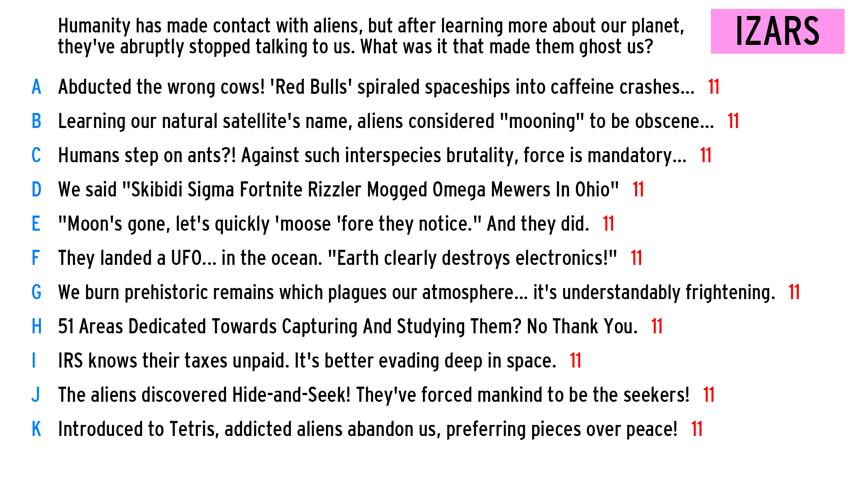 Humanity has made contact with aliens, but after learning more about our planet,
they've abruptly stopped talking to us. What was it that made them ghost us?
IZARS
A Abducted the wrong cows! 'Red Bulls' spiraled spaceships into caffeine crashes... 11
B Learning our natural satellite's name, aliens considered "mooning" to be obscene... 11
C Humans step on ants?! Against such interspecies brutality, force is mandatory... 11
D We said "Skibidi Sigma Fortnite Rizzler Mogged Omega Mewers In Ohio" 11
E "Moon's gone, let's quickly 'moose 'fore they notice." And they did. 11
F They landed a UFO... in the ocean. "Earth clearly destroys electronics!" 11
G We burn prehistoric remains which plagues our atmosphere... it's understandably frightening. 11
H 51 Areas Dedicated Towards Capturing And Studying Them? No Thank You. 11
I IRS knows their taxes unpaid. It's better evading deep in space. 11
J The aliens discovered Hide-and-Seek! They've forced mankind to be the seekers! 11
K Introduced to Tetris, addicted aliens abandon us, preferring pieces over peace! 11